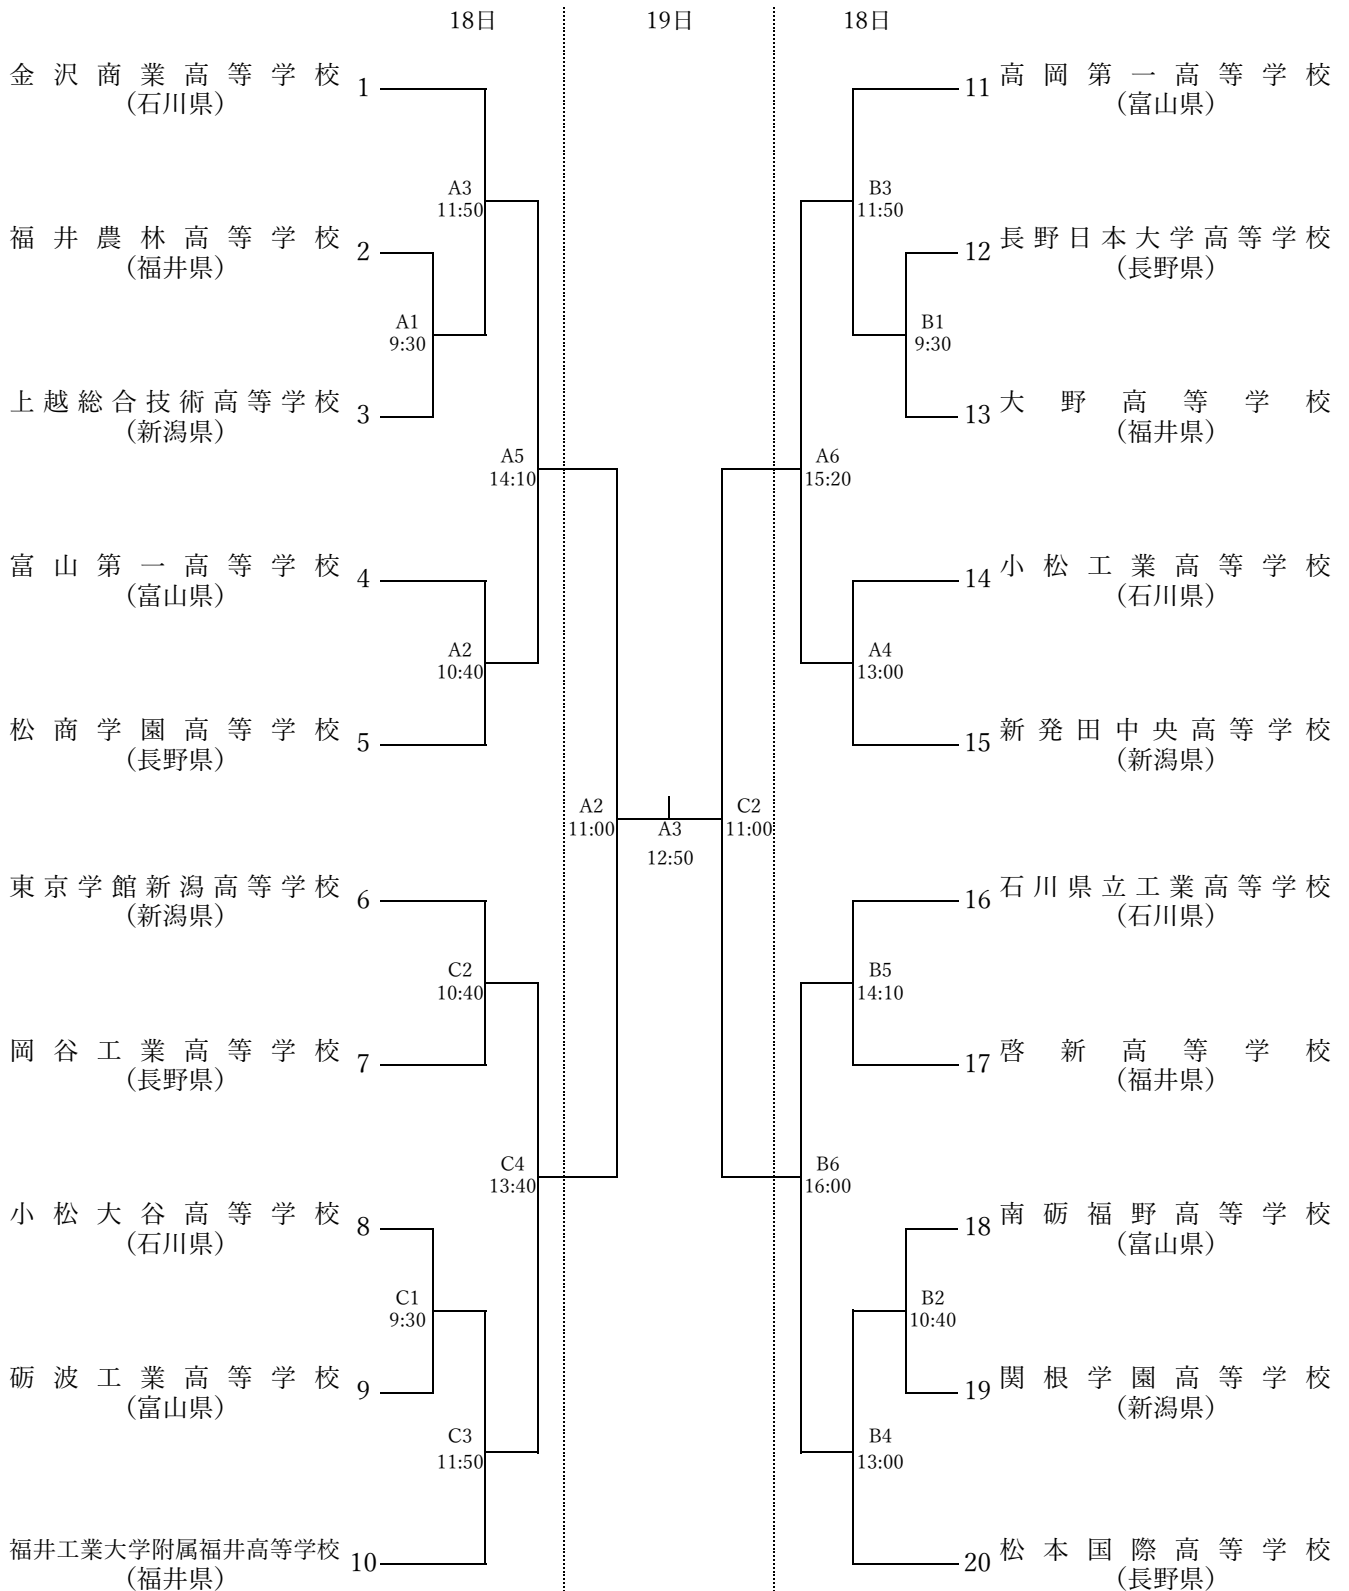 18日 19日 18日
金沢商業高等学校 1
(石川県)
A3
11:50
福井農林高等学校 2
(福井県)
A1
9:30
上越総合技術高等学校 3
(新潟県)
A5
14:10
富山第一高等学校 4
(富山県)
A2
10:40
松商学園高等学校 5
(長野県)
A2
11:00
東京学館新潟高等学校 6
(新潟県)
C2
10:40
岡谷工業高等学校 7
(長野県)
C4
13:40
小松大谷高等学校 8
(石川県)
C1
9:30
砺波工業高等学校 9
(富山県)
C3
11:50
福井工業大学附属福井高等学校 10
(福井県)
A3
12:50
11 高岡第一高等学校
(富山県)
B3
11:50
12 長野日本大学高等学校
(長野県)
B1
9:30
13 大野高等学校
(福井県)
A6
15:20
14 小松工業高等学校
(石川県)
A4
13:00
15 新発田中央高等学校
(新潟県)
C2
11:00
16 石川県立工業高等学校
(石川県)
B5
14:10
17 啓新高等学校
(福井県)
B6
16:00
18 南砺福野高等学校
(富山県)
B2
10:40
19 関根学園高等学校
(新潟県)
B4
13:00
20 松本国際高等学校
(長野県)